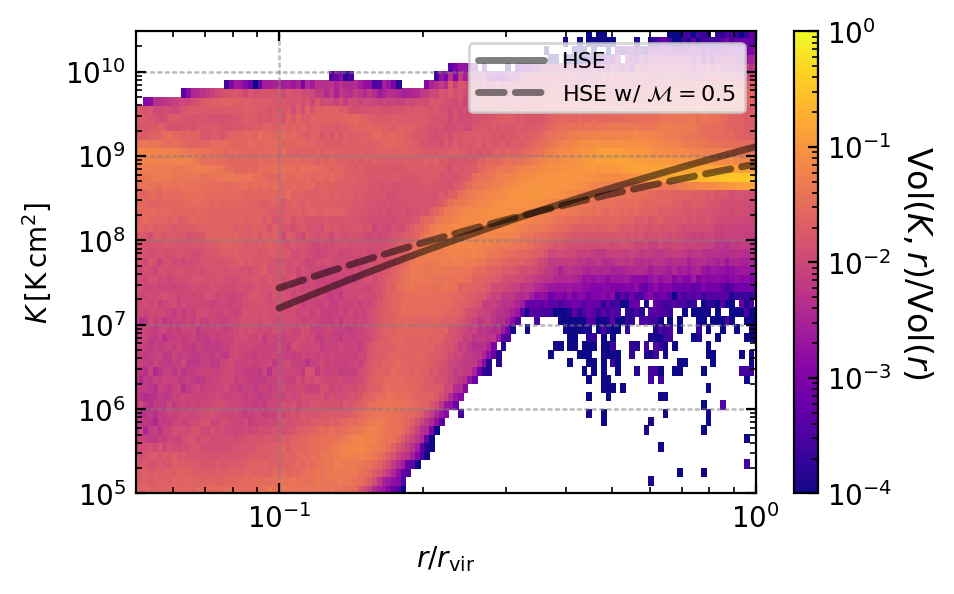 HSE
HSE w/ ℳ = 0.5
10¹⁰
10⁹
10⁸
10⁷
10⁶
10⁵
K [K cm²]
10⁻¹
10⁰
r/r_vir
10⁰
10⁻¹
10⁻²
10⁻³
10⁻⁴
Vol(K, r)/Vol(r)